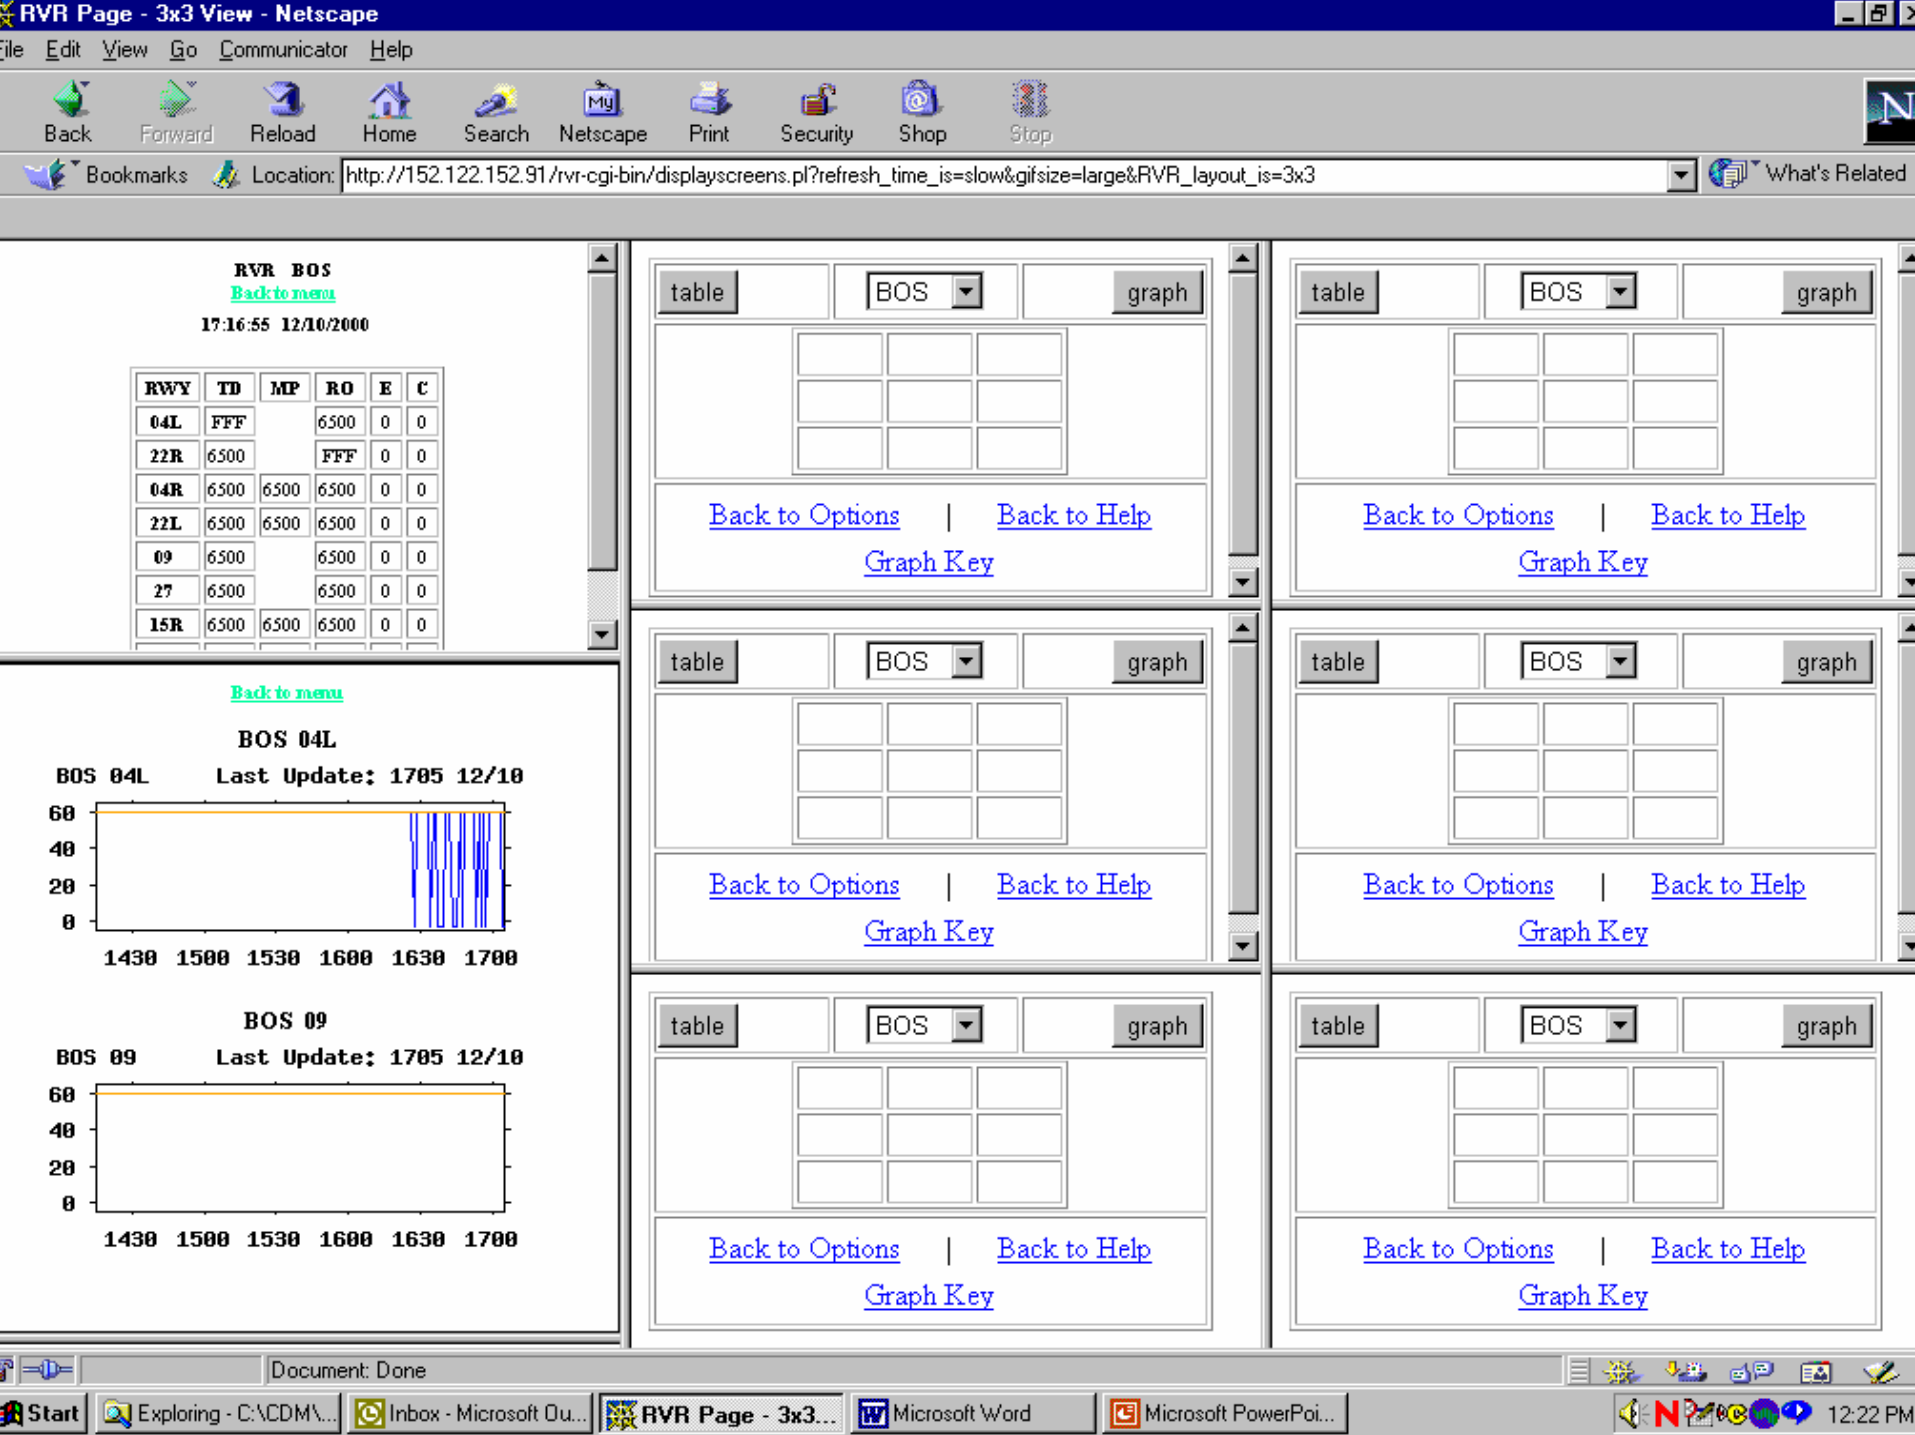 RVR Page - 3x3 View - Netscape
File Edit View Go Communicator Help
Back Forward Reload Home Search Netscape Print Security Shop Stop
My
N
Bookmarks Location: http://152.122.152.91/rvr-cgi-bin/displayscreens.pl?refresh_time_is=slow&gifsize=large&RVR_layout_is=3x3 What's Related
RVR BOS
Back to menu
17:16:55 12/10/2000
RWY TD MP RO E C
04L FFF 6500 0 0
22R 6500 FFF 0 0
04R 6500 6500 6500 0 0
22L 6500 6500 6500 0 0
09 6500 6500 0 0
27 6500 6500 0 0
15R 6500 6500 6500 0 0
Back to menu
BOS 04L
BOS 04L Last Update: 1705 12/10
60
40
20
0
1430 1500 1530 1600 1630 1700
BOS 09
BOS 09 Last Update: 1705 12/10
60
40
20
0
1430 1500 1530 1600 1630 1700
table BOS graph
Back to Options | Back to Help
Graph Key
table BOS graph
Back to Options | Back to Help
Graph Key
table BOS graph
Back to Options | Back to Help
Graph Key
table BOS graph
Back to Options | Back to Help
Graph Key
table BOS graph
Back to Options | Back to Help
Graph Key
table BOS graph
Back to Options | Back to Help
Graph Key
Document: Done
Start Exploring - C:\CDM\... Inbox - Microsoft Ou... RVR Page - 3x3... Microsoft Word Microsoft PowerPoi... 12:22 PM